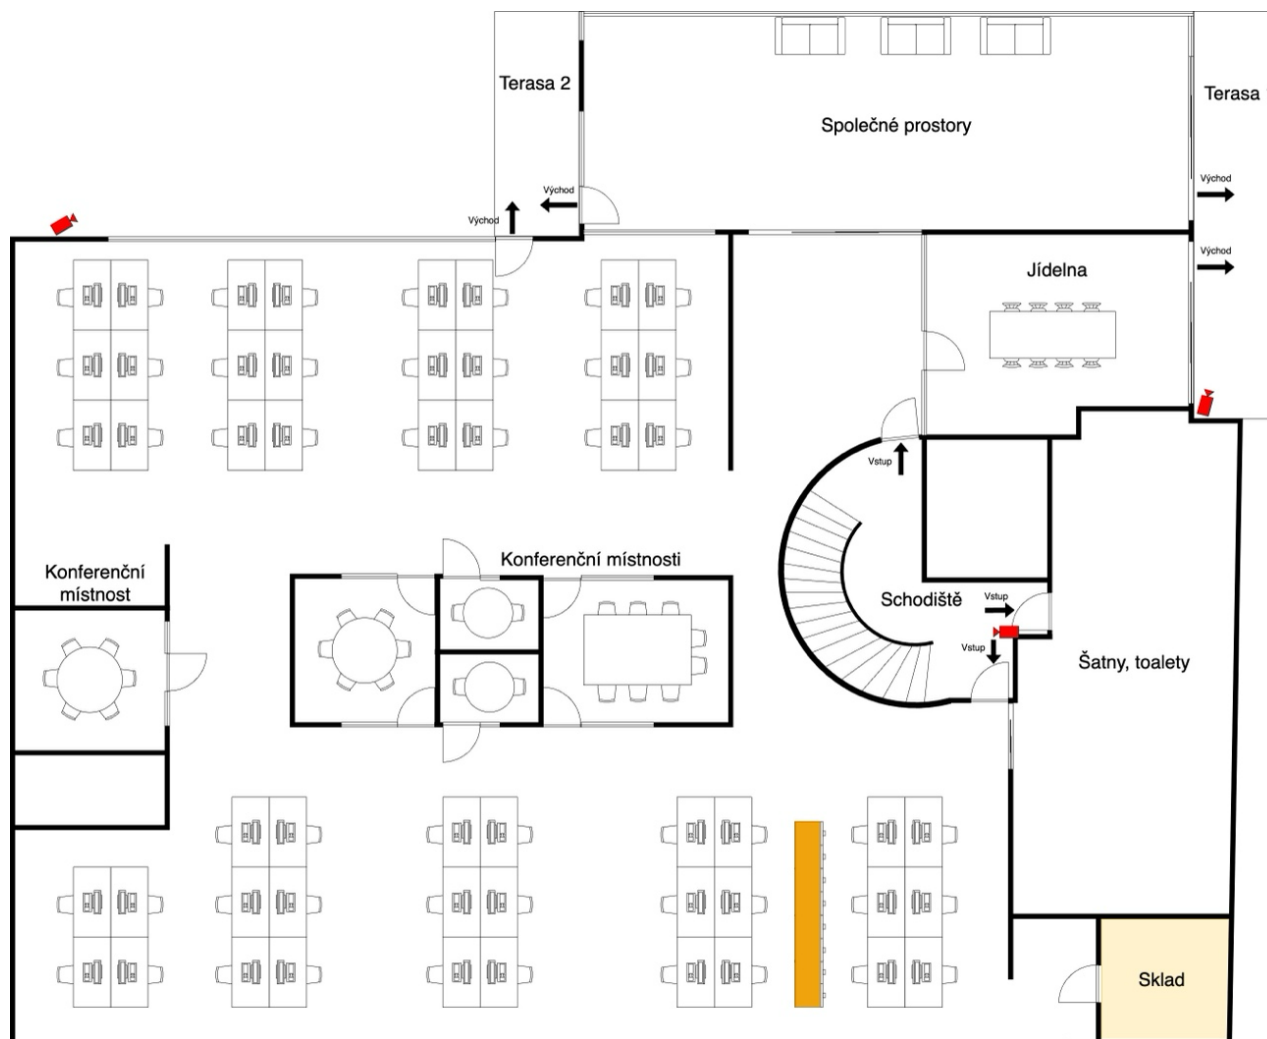 Terasa 2
Společné prostory
Terasa
Východ
Východ
Východ
Východ
Jídelna
Vstup
Konferenční místnosti
Konferenční
místnost
Schodiště
Vstup
Vstup
Šatny, toalety
Sklad